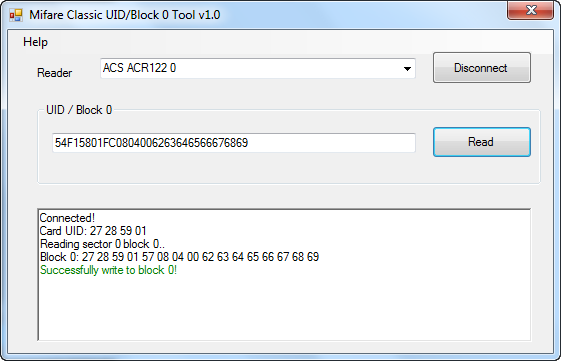 Mifare Classic UID/Block 0 Tool v1.0
Help
Reader
ACS ACR122 0
Disconnect
UID / Block 0
54F15801FC0804006263646566676869
Read
Connected!
Card UID: 27 28 59 01
Reading sector 0 block 0..
Block 0: 27 28 59 01 57 08 04 00 62 63 64 65 66 67 68 69
Successfully write to block 0!